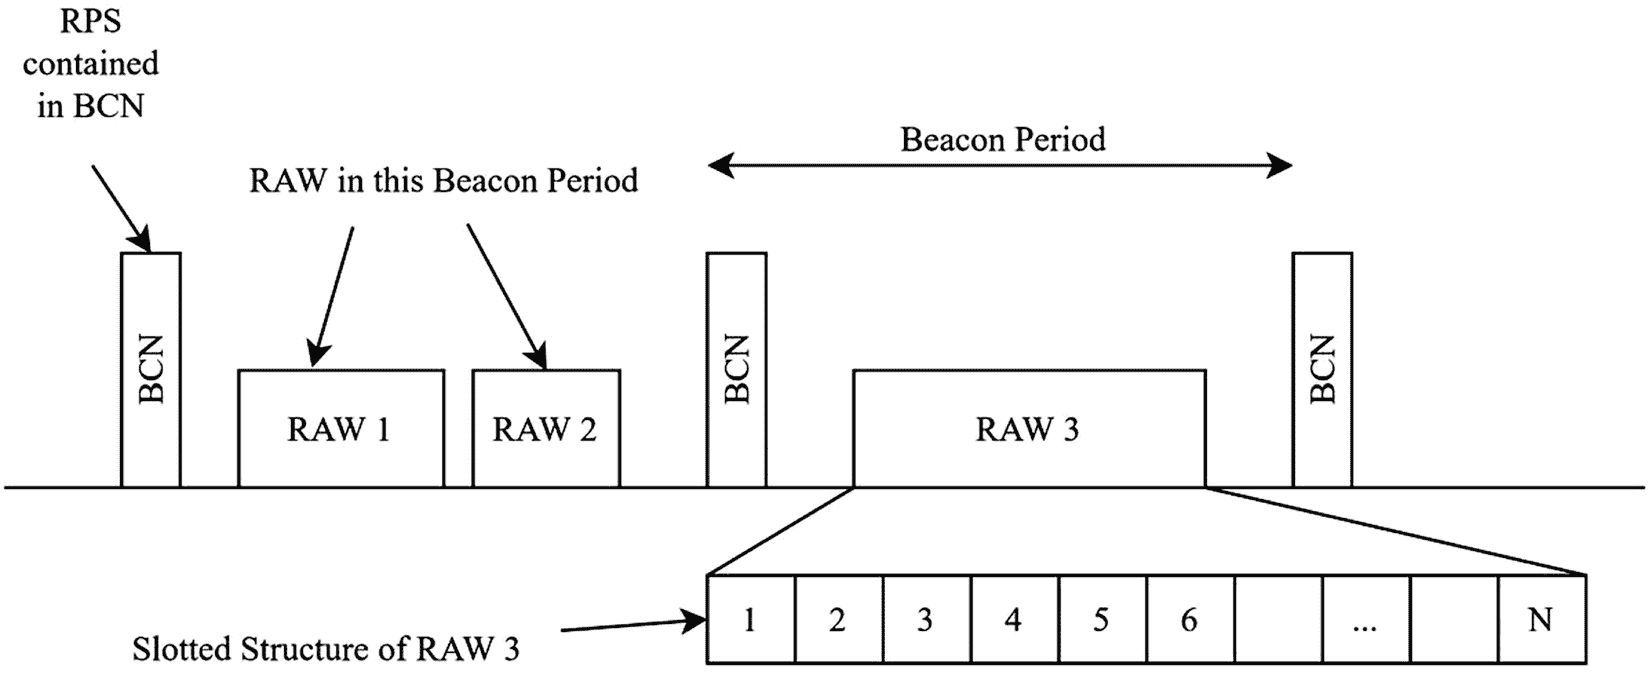 RPS
contained
in BCN
Beacon Period
RAW in this Beacon Period
BCN
RAW 1
RAW 2
BCN
RAW 3
BCN
1 2 3 4 5 6 ... N
Slotted Structure of RAW 3